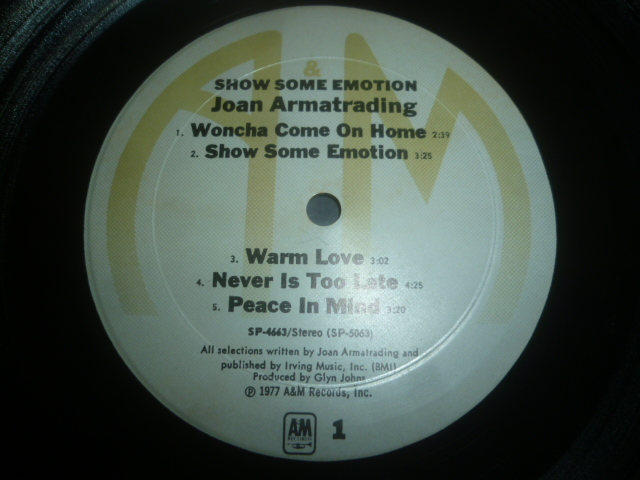 &
SHOW SOME EMOTION
Joan Armatrading
1. Woncha Come On Home 2:39
2. Show Some Emotion 3:25
3. Warm Love 3:02
4. Never Is Too Late 4:25
5. Peace In Mind 3:20
SP-4663/Stereo (SP-5063)
All selections written by Joan Armatrading and
published by Irving Music, Inc. (BMI)
Produced by Glyn Johns
℗ 1977 A&M Records, Inc.
AM
RECORDS
1